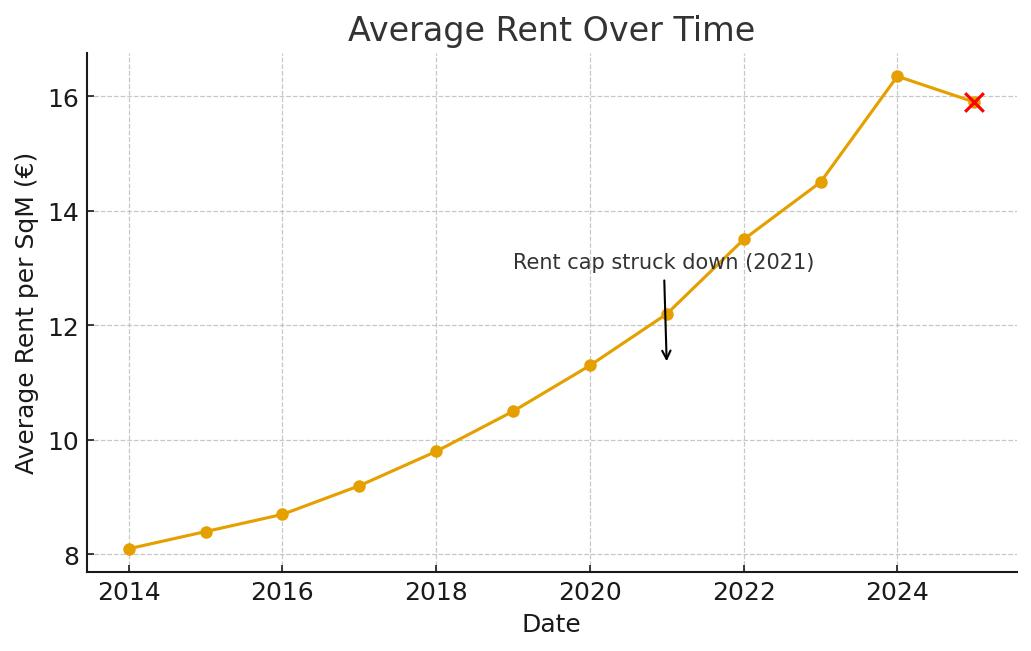 Average Rent Over Time
Average Rent per SqM (€)
16
14
12
10
8
Rent cap struck down (2021)
2014 2016 2018 2020 2022 2024
Date